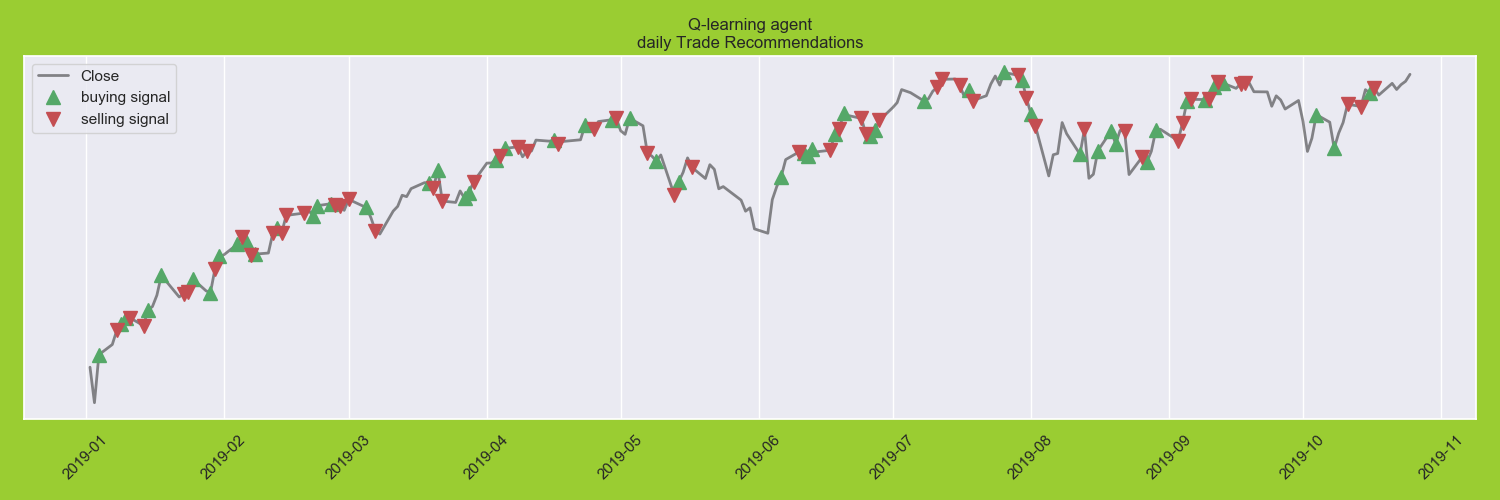 Q-learning agent
daily Trade Recommendations
Close
buying signal
selling signal
2019-01
2019-02
2019-03
2019-04
2019-05
2019-06
2019-07
2019-08
2019-09
2019-10
2019-11